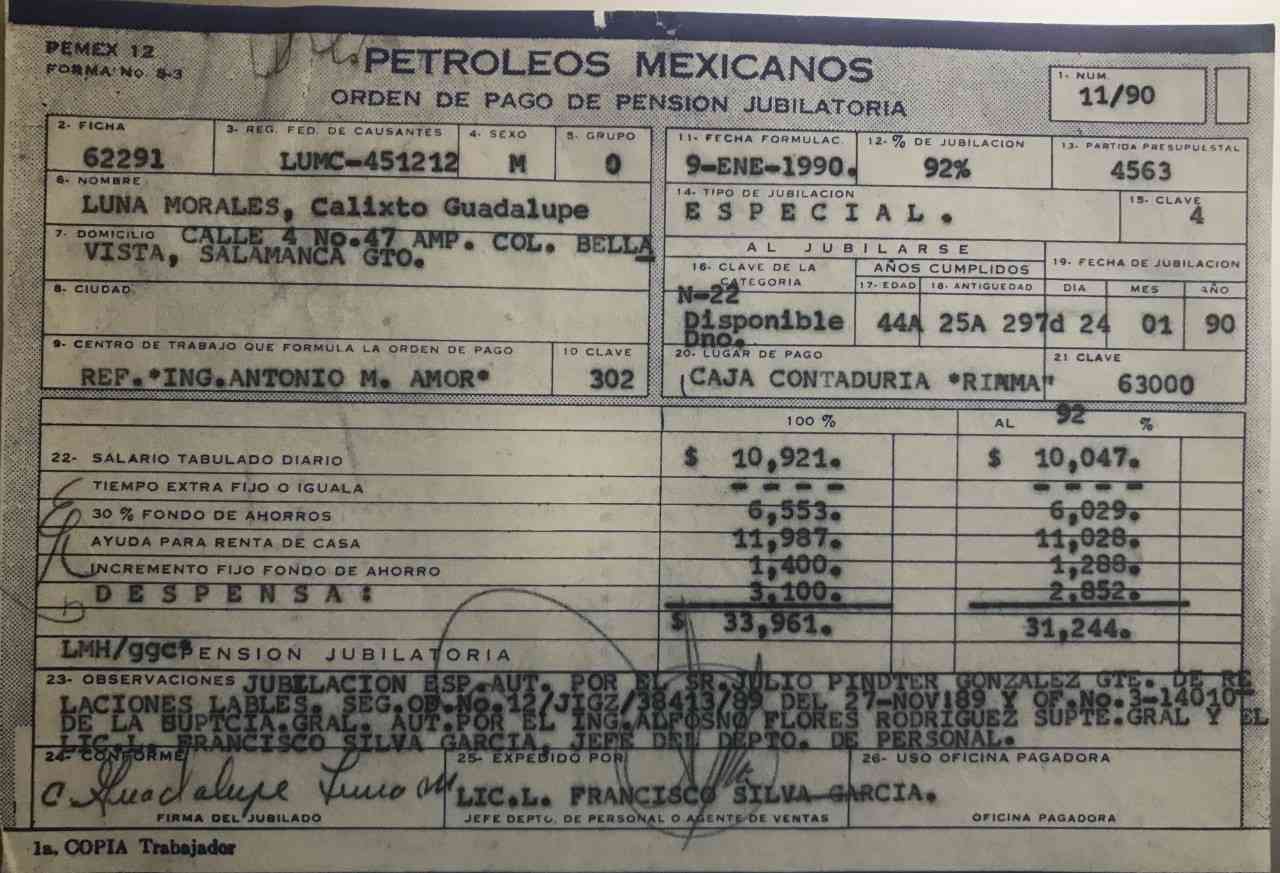 PEMEX 12
FORMA No. S-3
PETROLEOS MEXICANOS
ORDEN DE PAGO DE PENSION JUBILATORIA
1- NUM.
11/90
2- FICHA
62291
3- REG. FED. DE CAUSANTES
LUMC-451212
4- SEXO
M
5- GRUPO
0
6- NOMBRE
LUNA MORALES, Calixto Guadalupe
7- DOMICILIO CALLE 4 No.47 AMP. COL. BELLA
VISTA, SALAMANCA GTO.
8- CIUDAD
9- CENTRO DE TRABAJO QUE FORMULA LA ORDEN DE PAGO
REF."ING.ANTONIO M. AMOR"
10 CLAVE
302
11- FECHA FORMULAC.
9-ENE-1990.
12- % DE JUBILACION
92%
13- PARTIDA PRESUPUESTAL
4563
14- TIPO DE JUBILACION
E S P E C I A L .
15- CLAVE
4
AL JUBILARSE
16- CLAVE DE LA CATEGORIA
N-22
Disponible
Dno.
AÑOS CUMPLIDOS
17- EDAD 18- ANTIGUEDAD
44A 25A 297d
19- FECHA DE JUBILACION
DIA MES AÑO
24 01 90
20- LUGAR DE PAGO
CAJA CONTADURIA "RIMMA"
21 CLAVE
63000
100 % AL 92 %
22- SALARIO TABULADO DIARIO $ 10,921. $ 10,047.
TIEMPO EXTRA FIJO O IGUALA - - - - - - - -
30 % FONDO DE AHORROS 6,553. 6,029.
AYUDA PARA RENTA DE CASA 11,987. 11,028.
INCREMENTO FIJO FONDO DE AHORRO 1,400. 1,288.
D E S P E N S A : 3,100. 2,852.
$ 33,961. 31,244.
LMH/ggc* PENSION JUBILATORIA
23- OBSERVACIONES JUBILACION ESP.AUT. POR EL SR.JULIO PINDTER GONZALEZ GTE. DE RE
LACIONES LABLES. SEG.OD.No.12/JIGZ/38413/89 DEL 27-NOV189 Y OF.No.3-14010-
DE LA BUPTCIA.GRAL. AUT.POR EL ING.ALFOSNO FLORES RODRIGUEZ SUPTE.GRAL Y EL
LIC.L. FRANCISCO SILVA GARCIA, JEFE DEL DEPTO. DE PERSONAL.
24- CONFORME
C. Guadalupe Luna M
FIRMA DEL JUBILADO
25- EXPEDIDO POR
LIC.L. FRANCISCO SILVA GARCIA.
JEFE DEPTO. DE PERSONAL O AGENTE DE VENTAS
26- USO OFICINA PAGADORA
OFICINA PAGADORA
1a. COPIA Trabajador